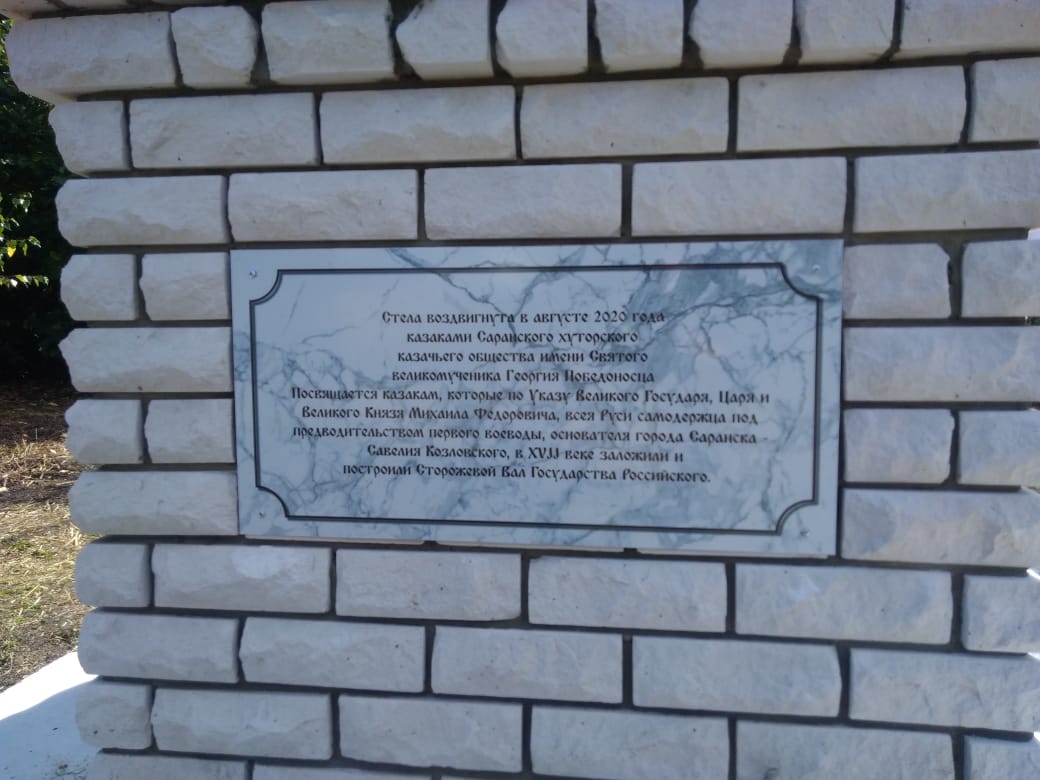 Стела воздвигнута в августе 2020 года
казаками Саранского хуторского
казачьего общества имени Святого
великомученика Георгия Победоносца
Посвящается казакам, которые по Указу Великого Государя, Царя и
Великого Князя Михаила Федоровича, всея Руси самодержца под
предводительством первого воеводы, основателя города Саранска -
Савелия Козловского, в XVJJ веке заложили и
построили Сторожевой Вал Государства Российского.